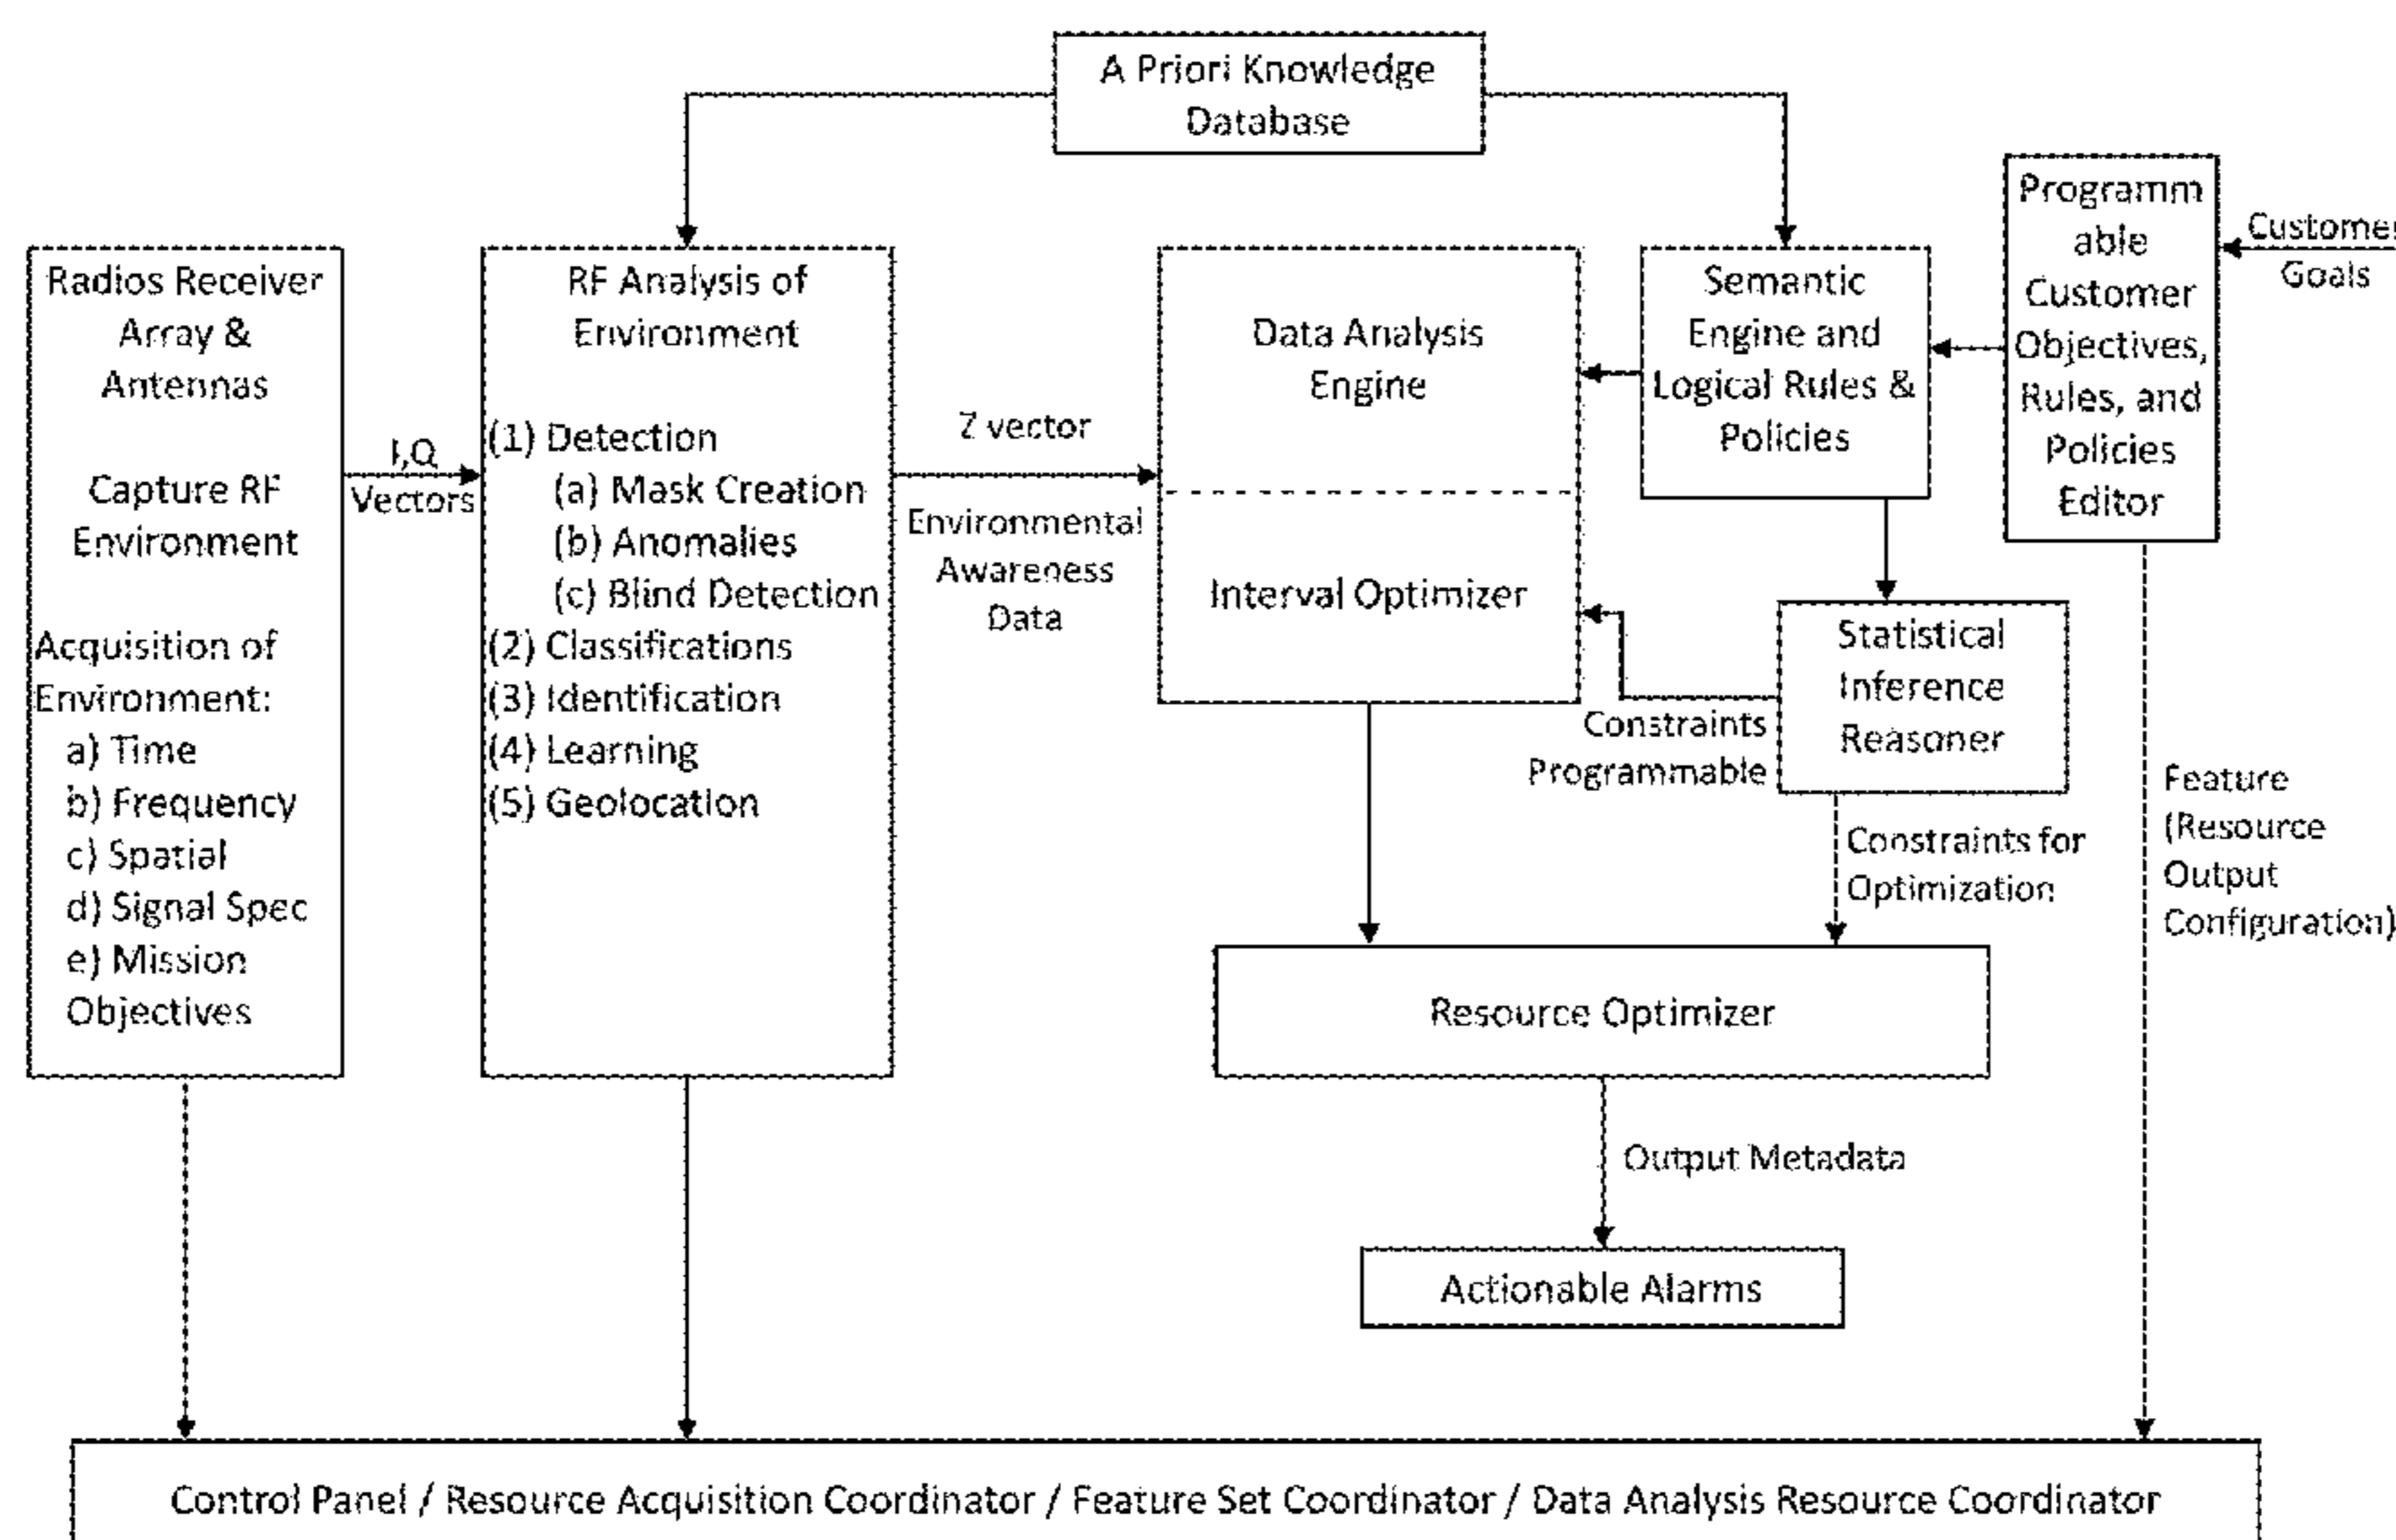 A Priori Knowledge
Database
Radios Receiver
Array &
Antennas
Capture RF
Environment
Acquisition of
Environment:
a) Time
b) Frequency
c) Spatial
d) Signal Spec
e) Mission
Objectives
I,Q
Vectors
RF Analysis of
Environment
(1) Detection
(a) Mask Creation
(b) Anomalies
(c) Blind Detection
(2) Classifications
(3) Identification
(4) Learning
(5) Geolocation
Z vector
Environmental
Awareness
Data
Data Analysis
Engine
Interval Optimizer
Semantic
Engine and
Logical Rules &
Policies
Programm
able
Customer
Objectives,
Rules, and
Policies
Editor
Customer
Goals
Statistical
Inference
Reasoner
Constraints
Programmable
Constraints for
Optimization
Feature
(Resource
Output
Configuration)
Resource Optimizer
Output Metadata
Actionable Alarms
Control Panel / Resource Acquisition Coordinator / Feature Set Coordinator / Data Analysis Resource Coordinator